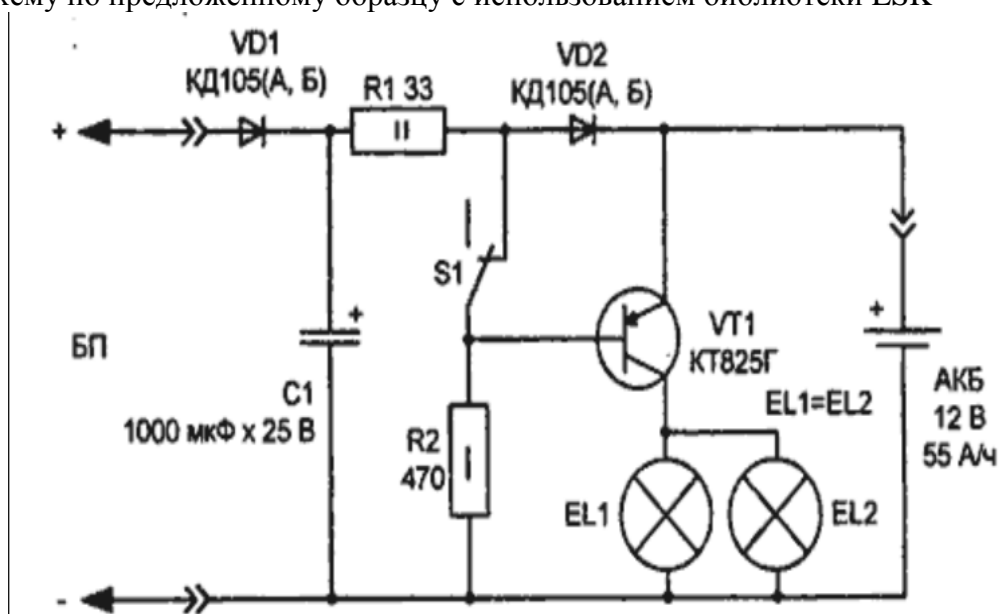 схему по предложенному образцу с использованием библиотеки ESK
VD1
КД105(А, Б)
R1 33
VD2
КД105(А, Б)
+
S1
+
БП
C1
1000 мкФ x 25 В
R2
470
VT1
КТ825Г
EL1=EL2
EL1
EL2
+
АКБ
12 В
55 А/ч
-